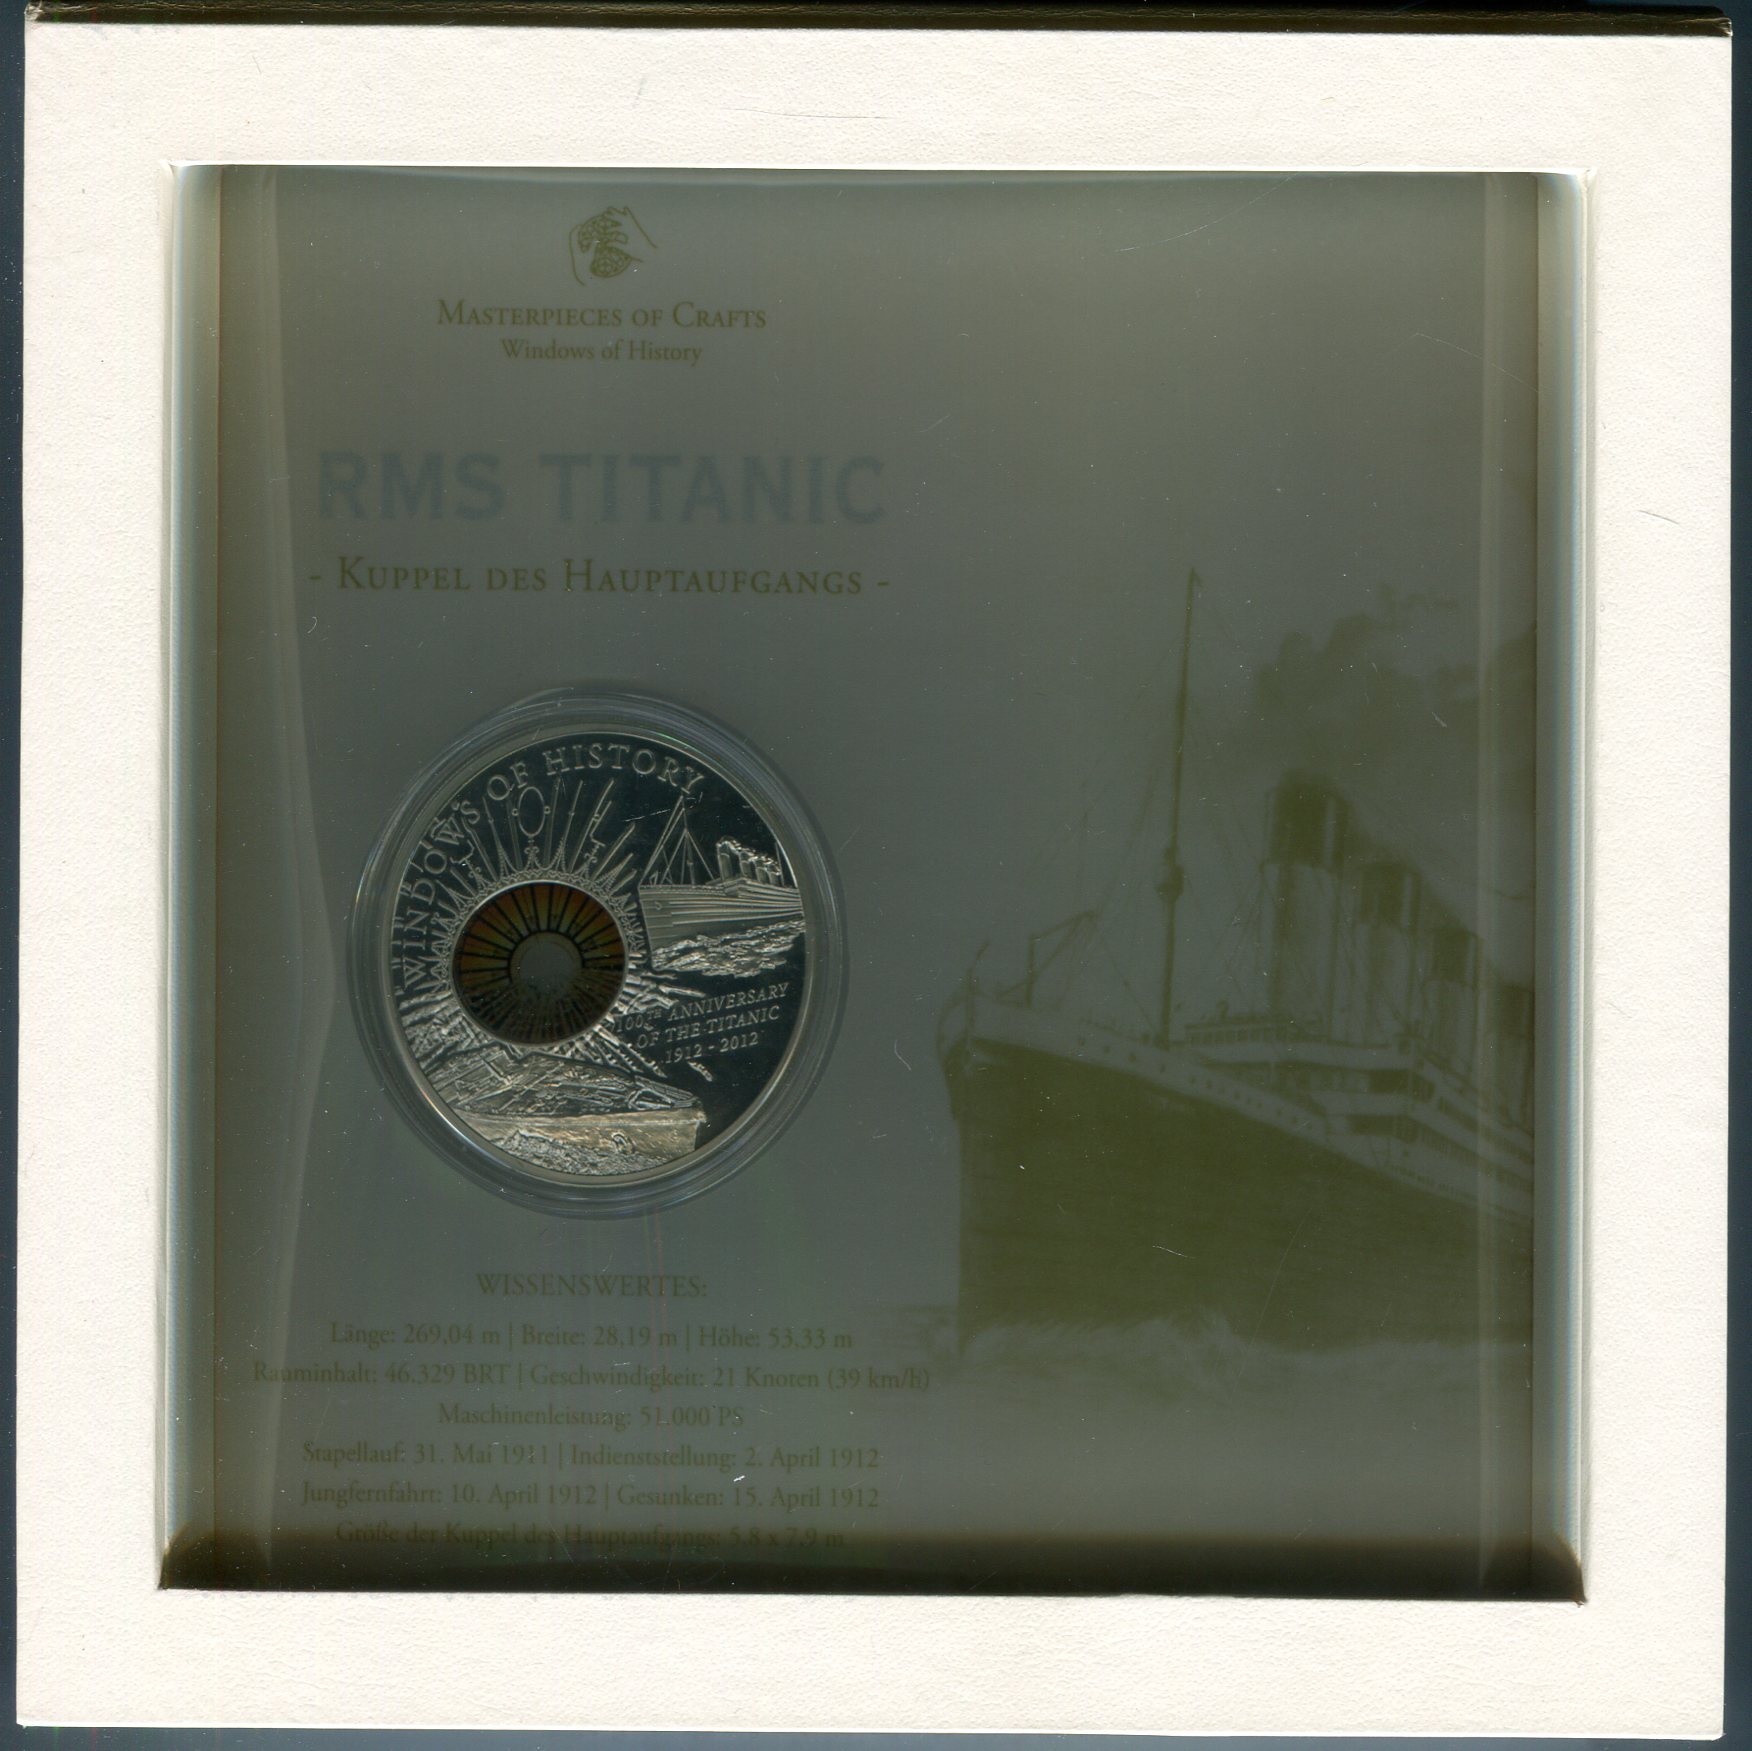 MASTERPIECES OF CRAFTS
Windows of History
RMS TITANIC
- KUPPEL DES HAUPTAUFGANGS -
WINDOWS OF HISTORY
100TH ANNIVERSARY
OF THE TITANIC
1912 - 2012
WISSENSWERTES:
Länge: 269,04 m | Breite: 28,19 m | Höhe: 53,33 m
Rauminhalt: 46.329 BRT | Geschwindigkeit: 21 Knoten (39 km/h)
Maschinenleistung: 51.000 PS
Stapellauf: 31. Mai 1911 | Indienststellung: 2. April 1912
Jungfernfahrt: 10. April 1912 | Gesunken: 15. April 1912
Größe der Kuppel des Hauptaufgangs: 5,8 x 7,9 m